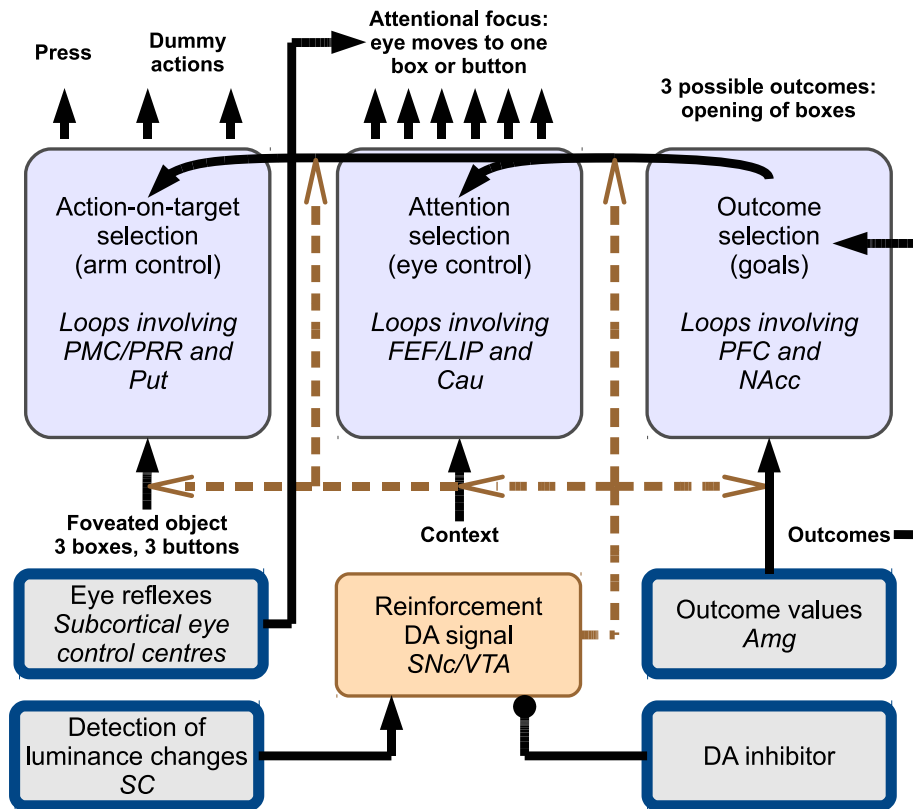 Press
Dummy
actions
Attentional focus:
eye moves to one
box or button
3 possible outcomes:
opening of boxes
Action-on-target
selection
(arm control)
Loops involving
PMC/PRR and
Put
Attention
selection
(eye control)
Loops involving
FEF/LIP and
Cau
Outcome
selection
(goals)
Loops involving
PFC and
NAcc
Foveated object
3 boxes, 3 buttons
Context
Outcomes
Eye reflexes
Subcortical eye
control centres
Reinforcement
DA signal
SNc/VTA
Outcome values
Amg
Detection of
luminance changes
SC
DA inhibitor